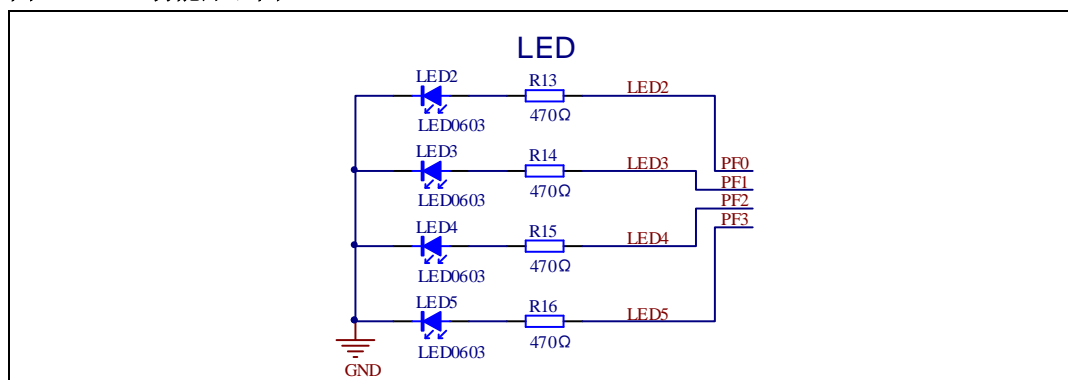 LED
LED2
R13
LED2
470Ω
LED0603
LED3
R14
LED3
PF0
470Ω
LED0603
PF1
PF2
PF3
LED4
R15
LED4
470Ω
LED0603
LED5
R16
LED5
470Ω
LED0603
GND